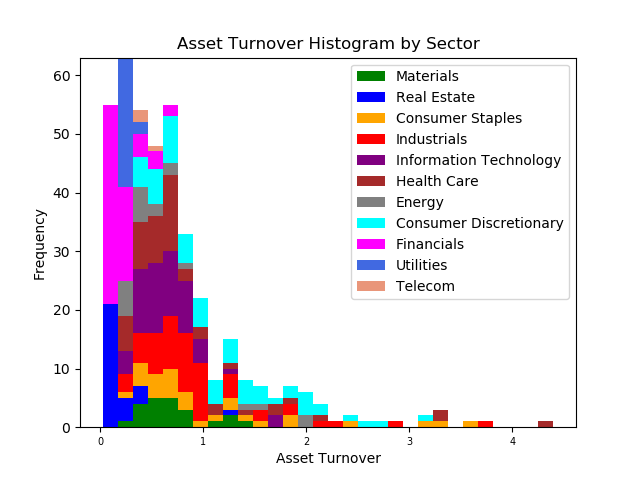 Asset Turnover Histogram by Sector
Materials
Real Estate
Consumer Staples
Industrials
Information Technology
Health Care
Energy
Consumer Discretionary
Financials
Utilities
Telecom
Frequency
60
50
40
30
20
10
0
0 1 2 3 4
Asset Turnover